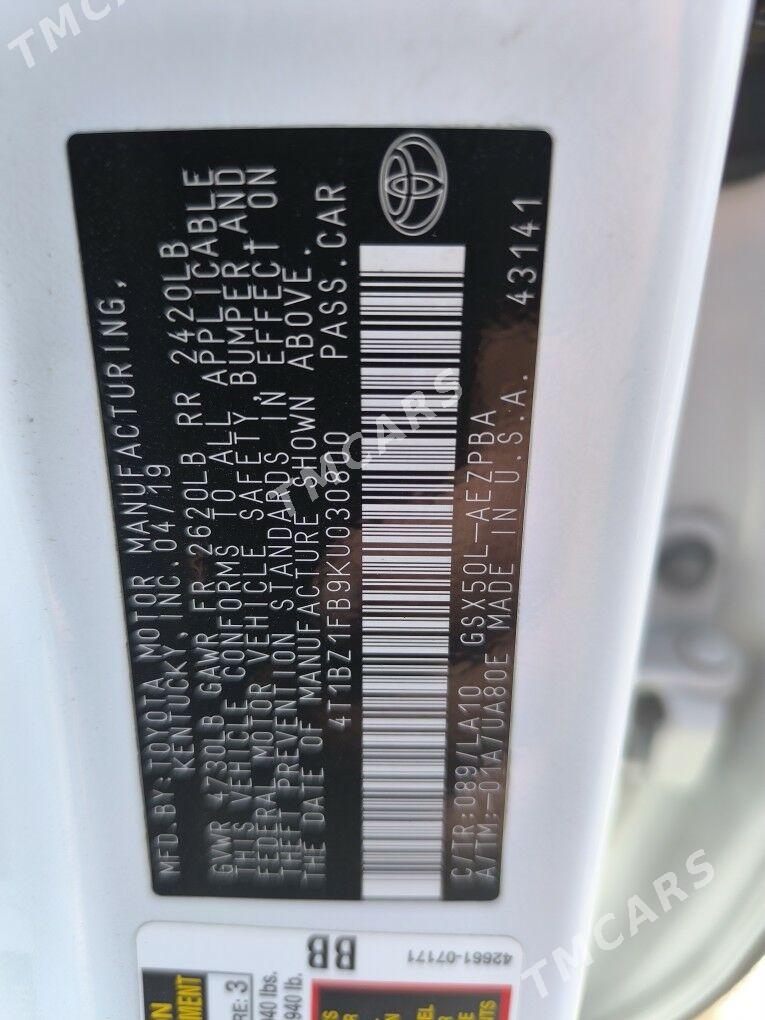 MFD.BY:TOYOTA MOTOR MANUFACTURING,
KENTUCKY, INC.04/19
GVWR 4730LB GAWR FR 2620LB RR 2420LB
THIS VEHICLE CONFORMS TO ALL APPLICABLE
FEDERAL MOTOR VEHICLE SAFETY,BUMPER,AND
THEFT PREVENTION STANDARDS IN EFFECT ON
THE DATE OF MANUFACTURE SHOWN ABOVE.
PASS.CAR
C/TR:089/LA10 GSX50L-AEZPBA
A/TM:-01A/UA80E MADE IN U.S.A.
43141
BB
42661-07171
3
940 lb.
TMCARS
TMCARS
TMCARS